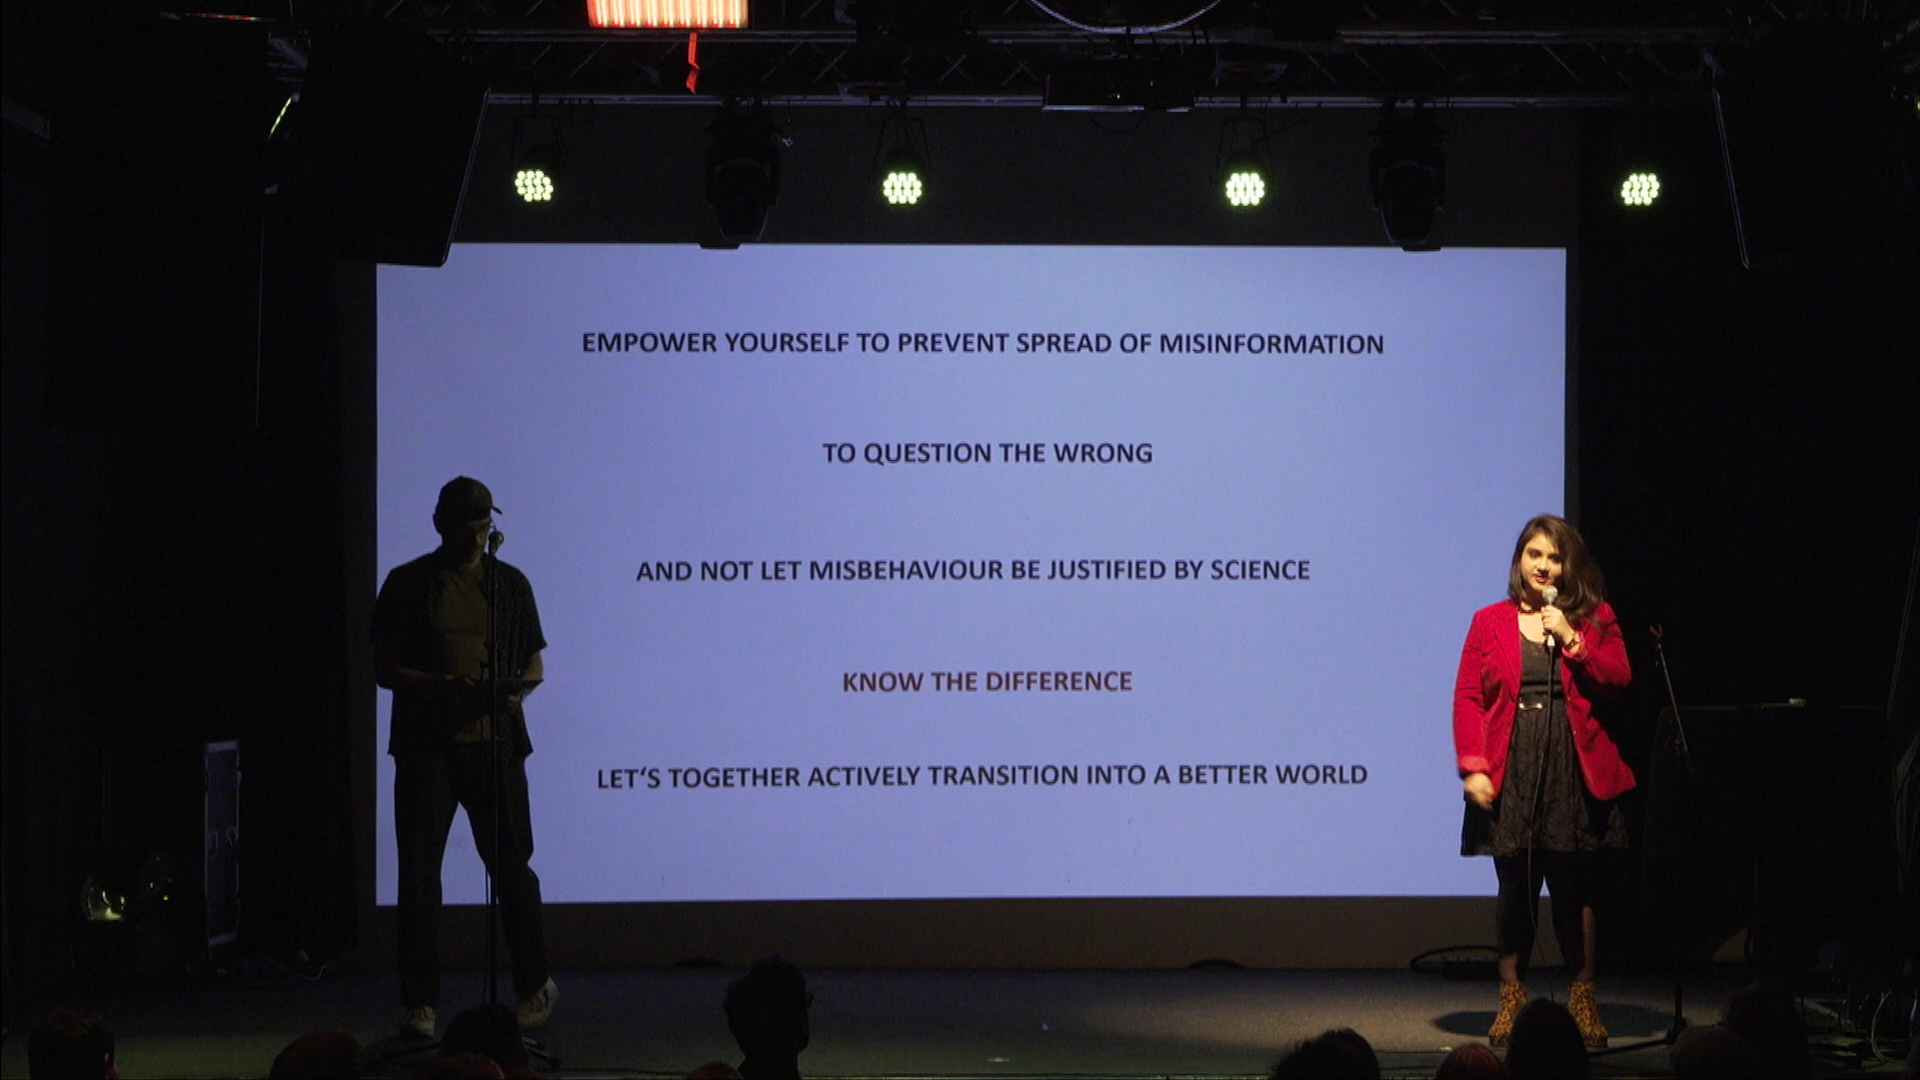 EMPOWER YOURSELF TO PREVENT SPREAD OF MISINFORMATION
TO QUESTION THE WRONG
AND NOT LET MISBEHAVIOUR BE JUSTIFIED BY SCIENCE
KNOW THE DIFFERENCE
LET‘S TOGETHER ACTIVELY TRANSITION INTO A BETTER WORLD